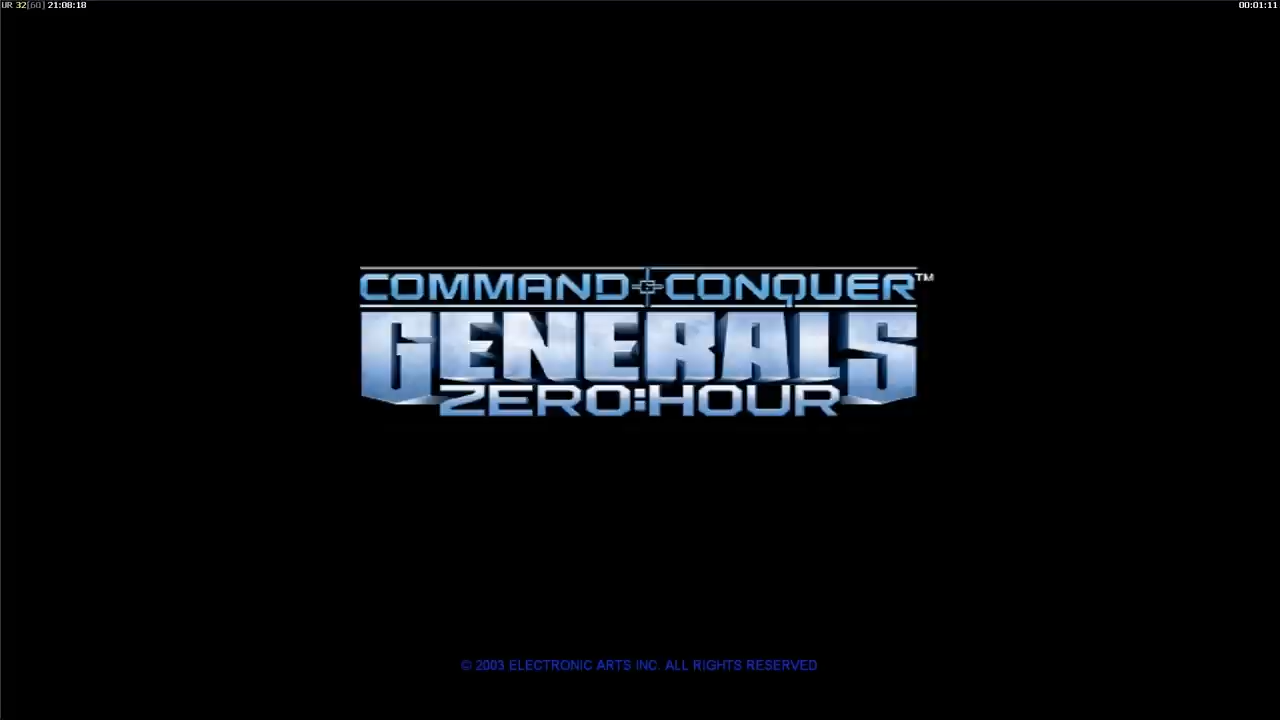 UR 32[60] 21:08:18
00:01:11
COMMAND CONQUER™
GENERALS
ZERO:HOUR
© 2003 ELECTRONIC ARTS INC. ALL RIGHTS RESERVED